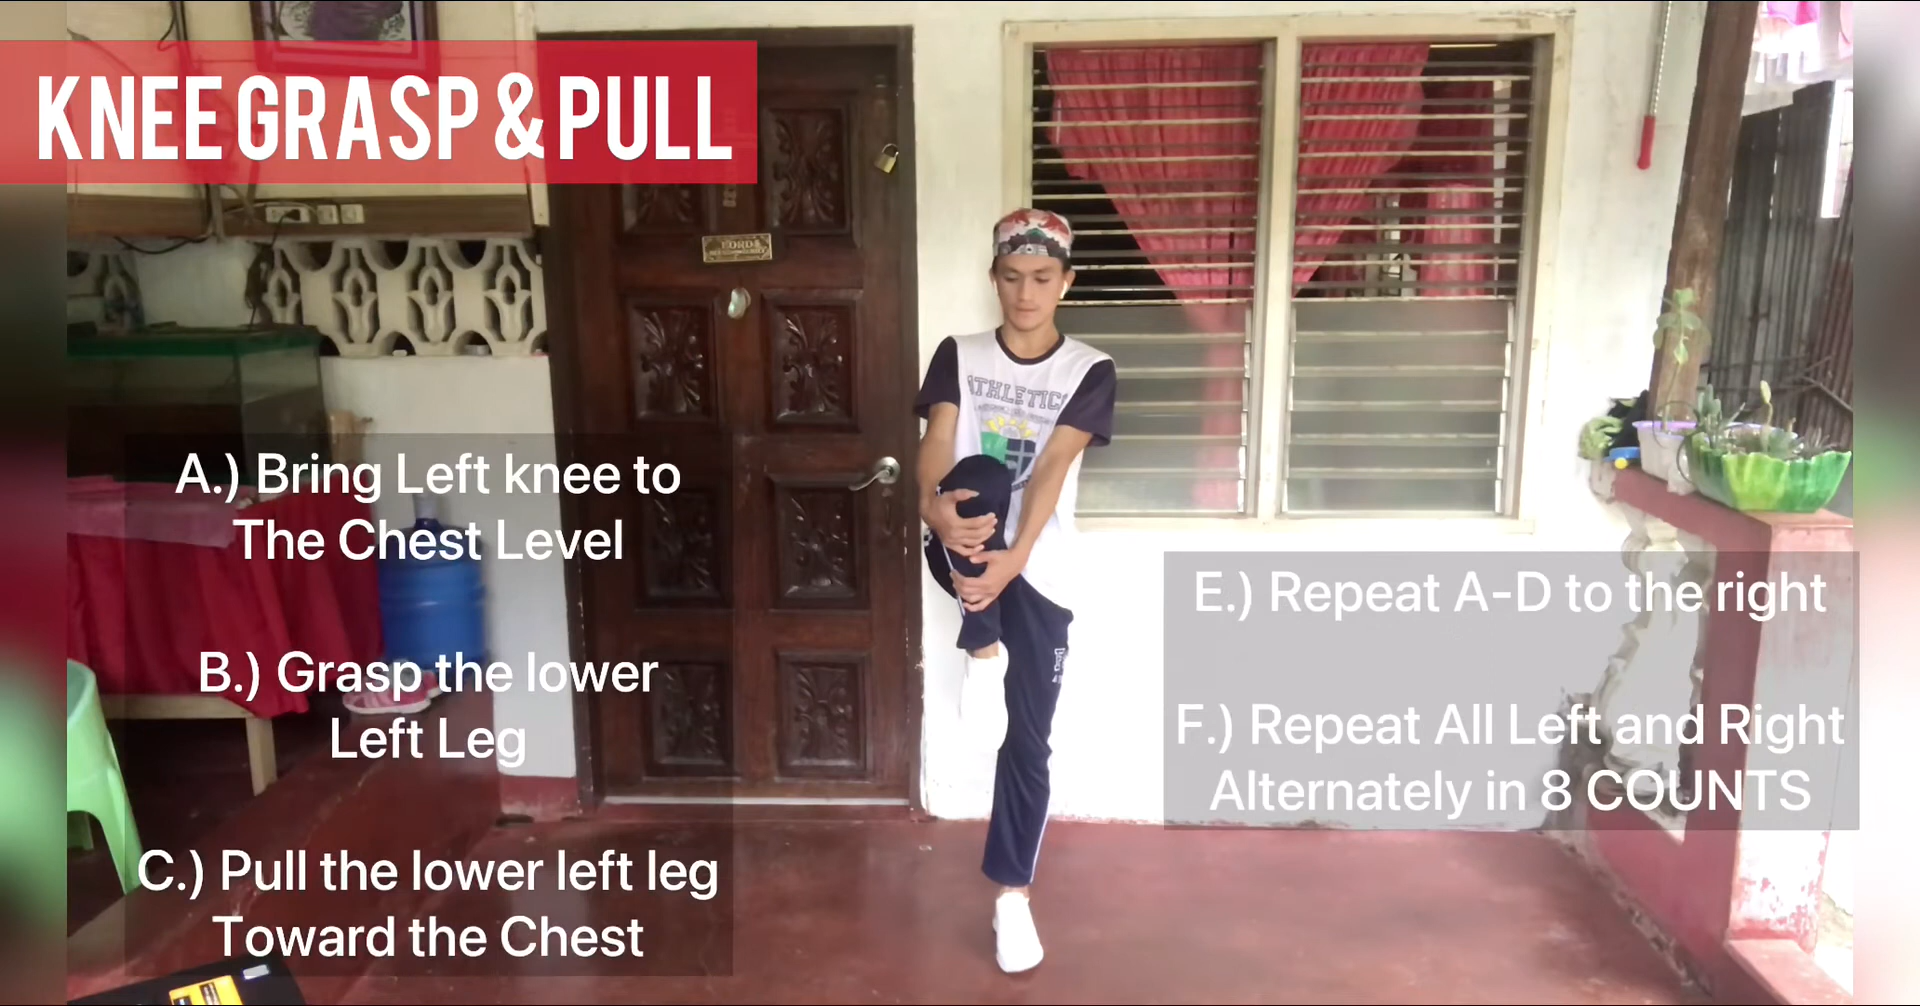 KNEE GRASP & PULL
A.) Bring Left knee to
The Chest Level
B.) Grasp the lower
Left Leg
C.) Pull the lower left leg
Toward the Chest
E.) Repeat A-D to the right
F.) Repeat All Left and Right
Alternately in 8 COUNTS
ATHLETIC
LORD